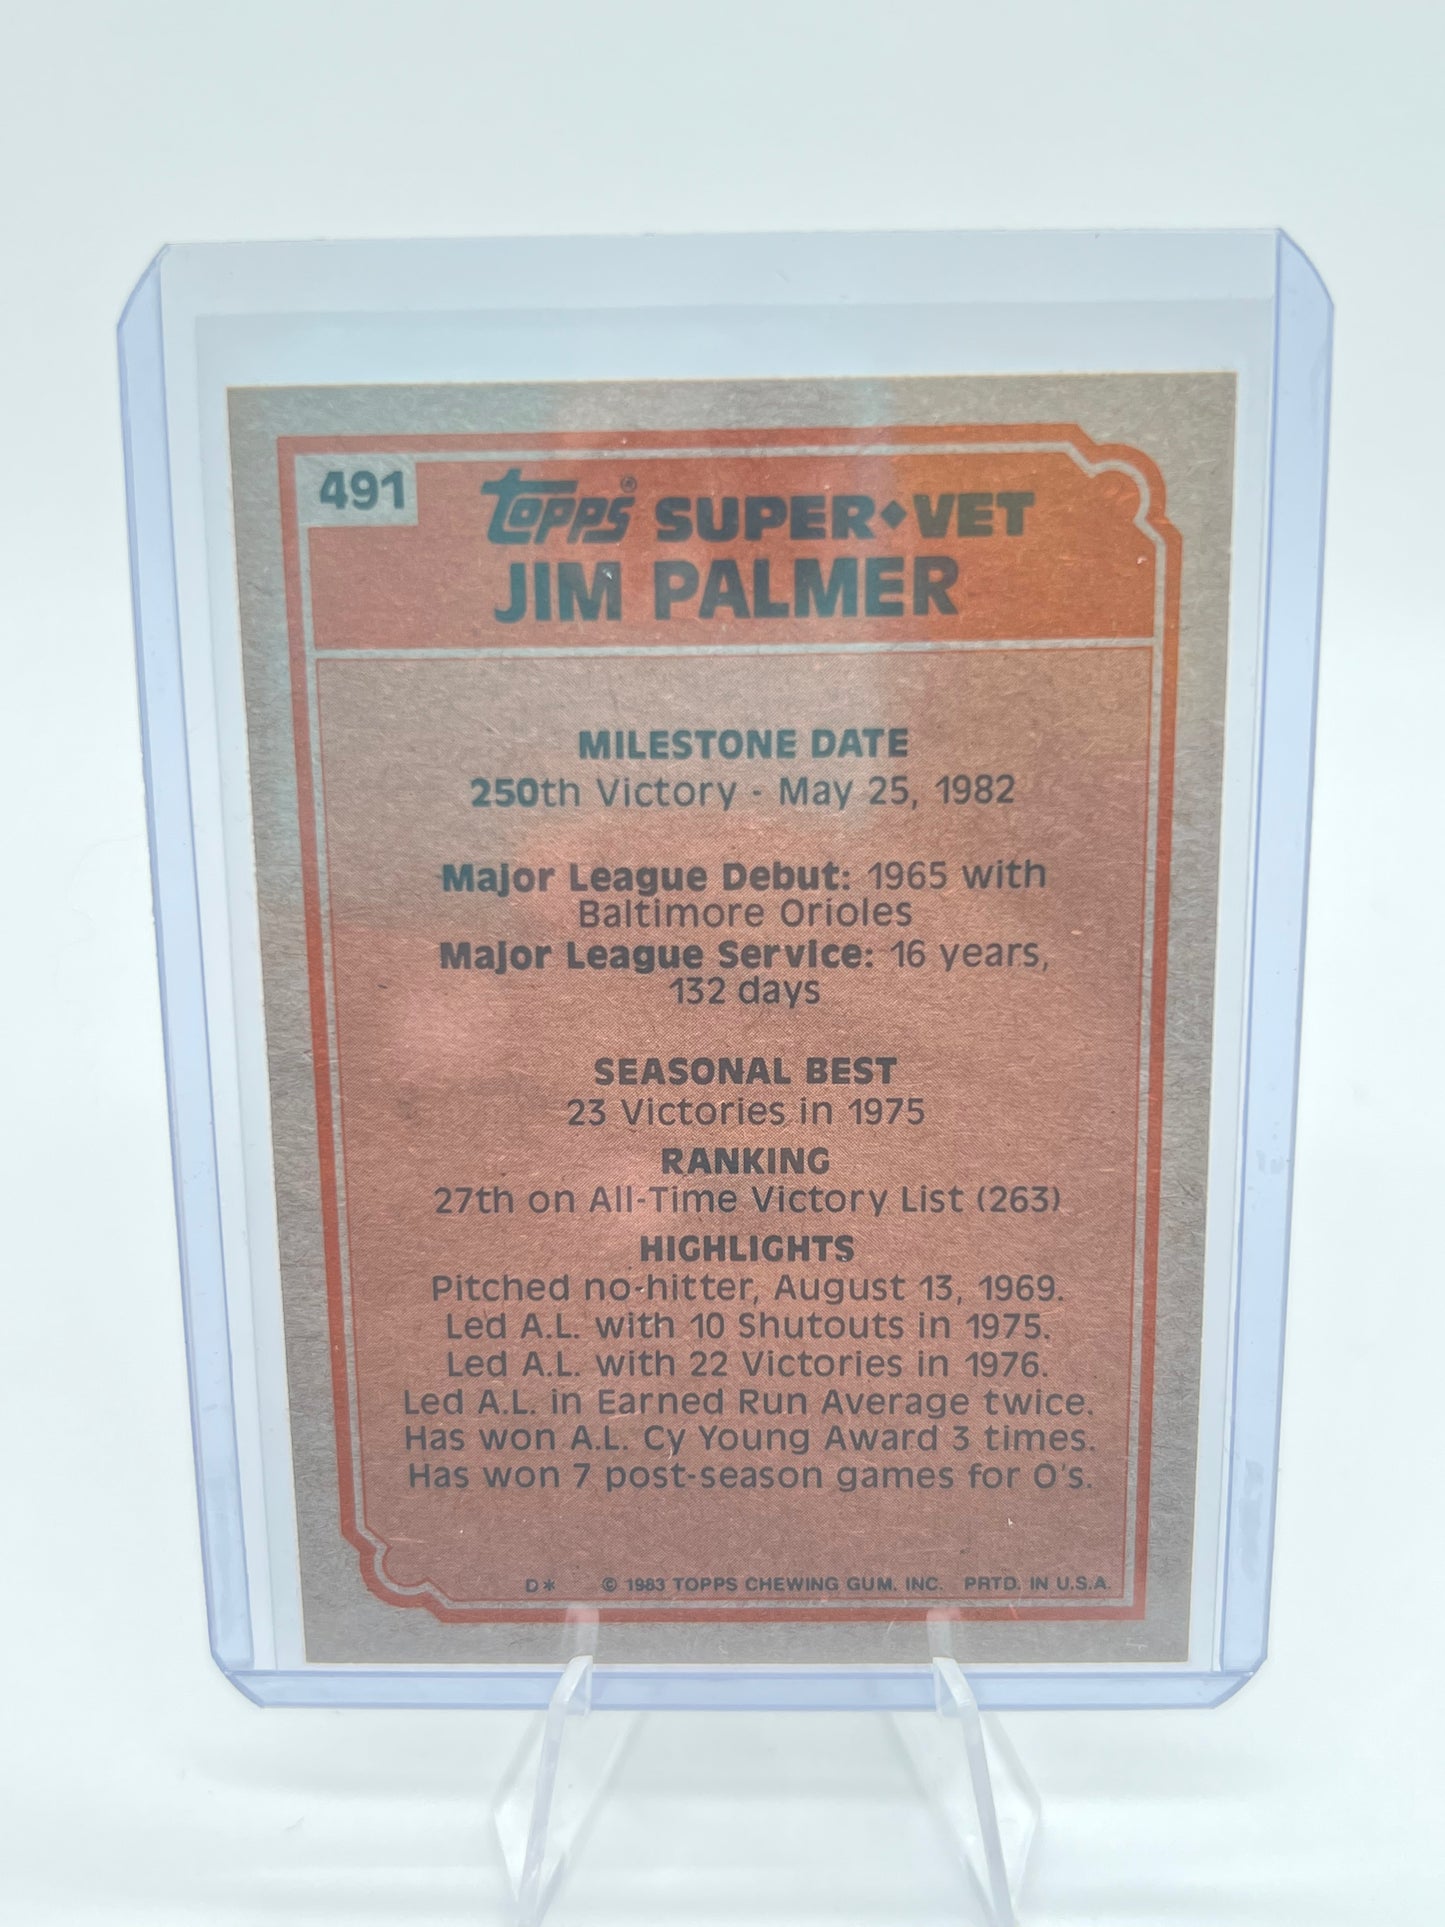 491
Topps® SUPER◆VET
JIM PALMER
MILESTONE DATE
250th Victory - May 25, 1982
Major League Debut: 1965 with
Baltimore Orioles
Major League Service: 16 years,
132 days
SEASONAL BEST
23 Victories in 1975
RANKING
27th on All-Time Victory List (263)
HIGHLIGHTS
Pitched no-hitter, August 13, 1969.
Led A.L. with 10 Shutouts in 1975.
Led A.L. with 22 Victories in 1976.
Led A.L. in Earned Run Average twice.
Has won A.L. Cy Young Award 3 times.
Has won 7 post-season games for O's.
D* © 1983 TOPPS CHEWING GUM, INC. PRTD. IN U.S.A.